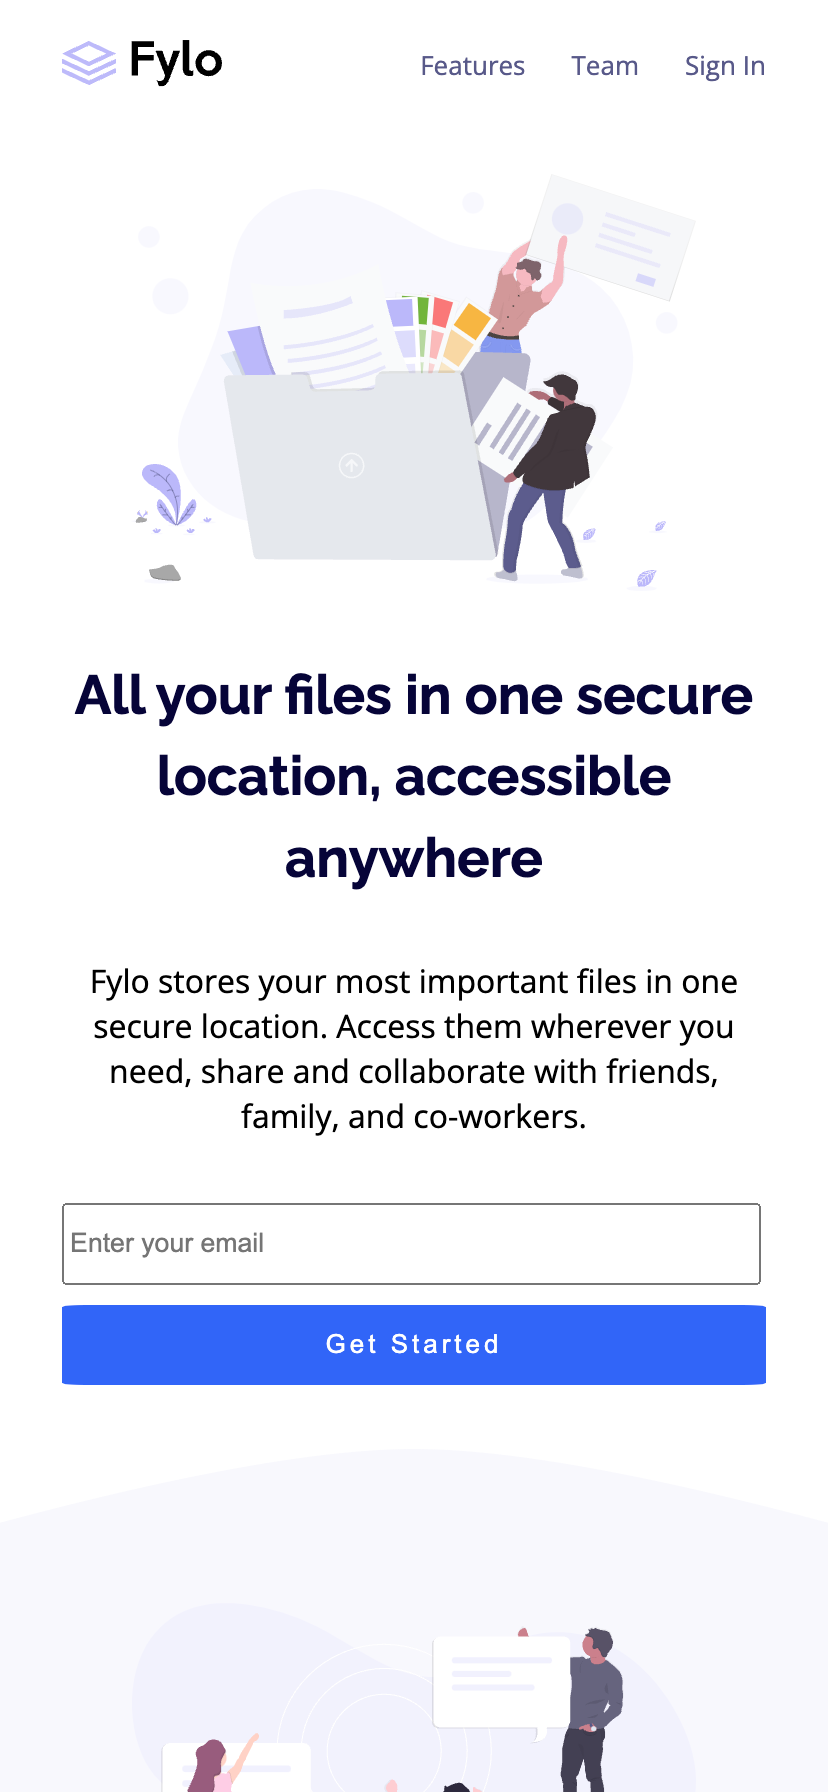 Fylo
Features Team Sign In
All your files in one secure
location, accessible
anywhere
Fylo stores your most important files in one
secure location. Access them wherever you
need, share and collaborate with friends,
family, and co-workers.
Enter your email
Get Started